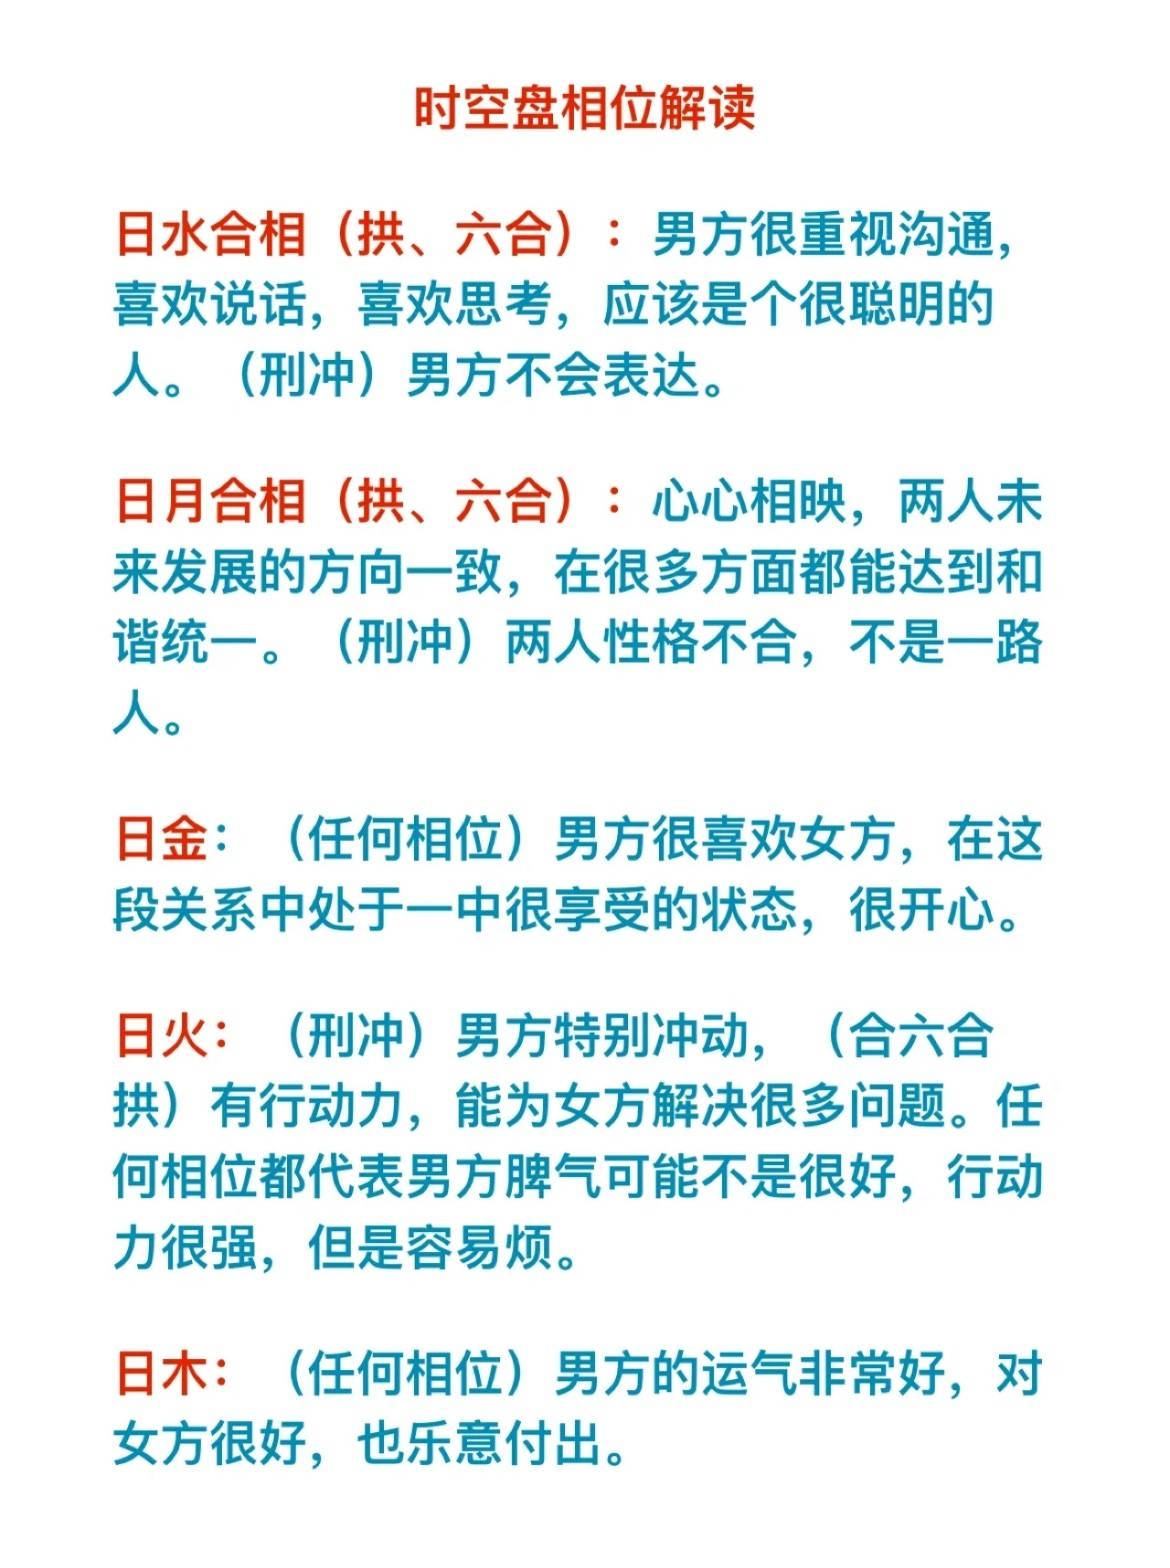 时空盘相位解读
日水合相（拱、六合）：男方很重视沟通，
喜欢说话，喜欢思考，应该是个很聪明的
人。（刑冲）男方不会表达。
日月合相（拱、六合）：心心相映，两人未
来发展的方向一致，在很多方面都能达到和
谐统一。（刑冲）两人性格不合，不是一路
人。
日金：（任何相位）男方很喜欢女方，在这
段关系中处于一中很享受的状态，很开心。
日火：（刑冲）男方特别冲动，（合六合
拱）有行动力，能为女方解决很多问题。任
何相位都代表男方脾气可能不是很好，行动
力很强，但是容易烦。
日木：（任何相位）男方的运气非常好，对
女方很好，也乐意付出。